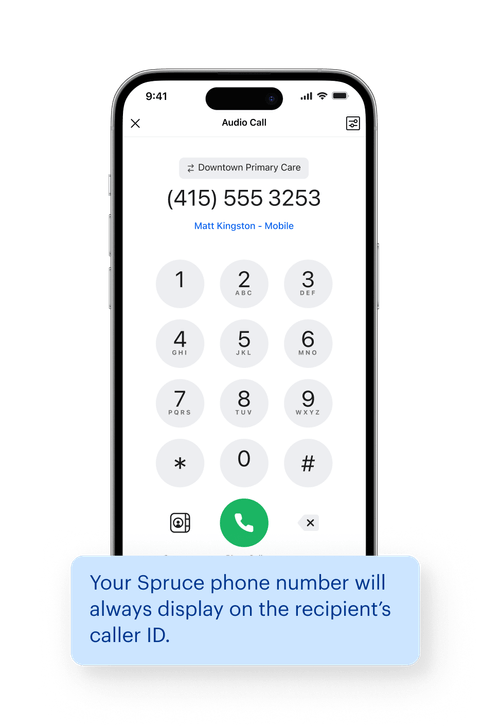 9:41
Audio Call
Downtown Primary Care
(415) 555 3253
Matt Kingston - Mobile
1 2 3
ABC DEF
4 5 6
GHI JKL MNO
7 8 9
PQRS TUV WXYZ
* 0 #
Your Spruce phone number will
always display on the recipient's
caller ID.